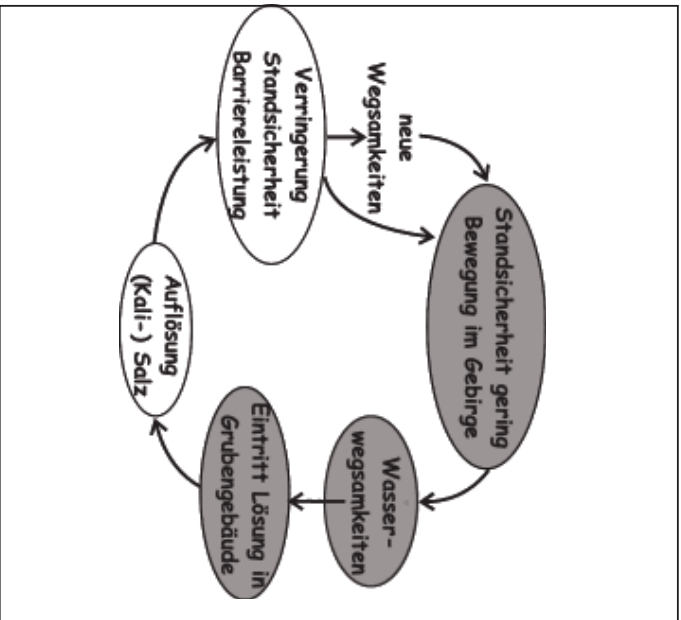 Standsicherheit gering
Bewegung im Gebirge
Wasser-
wegsamkeiten
Eintritt Lösung in
Grubengebäude
Auflösung
(Kali-) Salz
Verringerung
Standsicherheit
Barriereleistung
neue
Wegsamkeiten